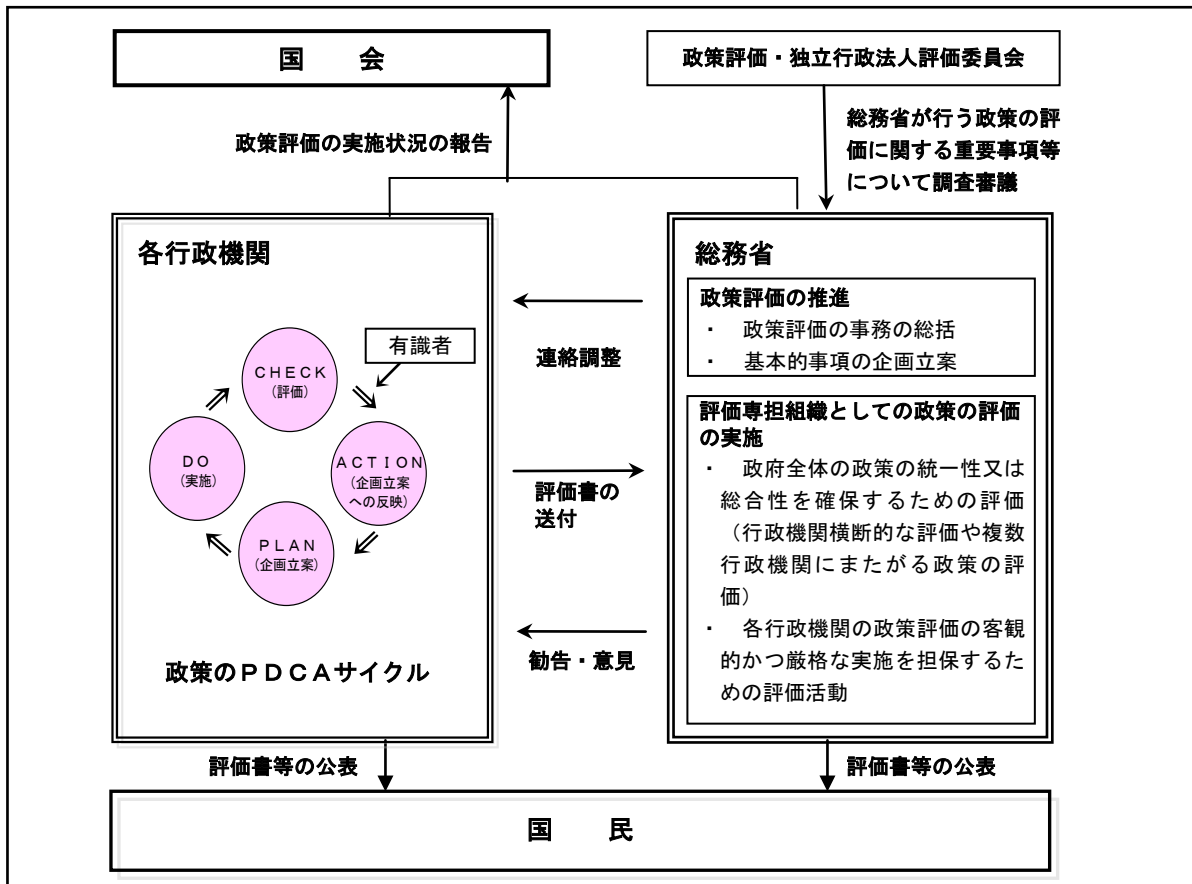 国　会
政策評価・独立行政法人評価委員会
政策評価の実施状況の報告
総務省が行う政策の評
価に関する重要事項等
について調査審議
各行政機関
有識者
ＣＨＥＣＫ
(評価)
ＤＯ
(実施)
ＡＣＴＩＯＮ
(企画立案
への反映)
ＰＬＡＮ
(企画立案)
政策のＰＤＣＡサイクル
連絡調整
評価書の
送付
勧告・意見
総務省
政策評価の推進
・　政策評価の事務の総括
・　基本的事項の企画立案
評価専担組織としての政策の評価
の実施
・　政府全体の政策の統一性又は
総合性を確保するための評価
（行政機関横断的な評価や複数
行政機関にまたがる政策の評
価）
・　各行政機関の政策評価の客観
的かつ厳格な実施を担保するた
めの評価活動
評価書等の公表
評価書等の公表
国　民